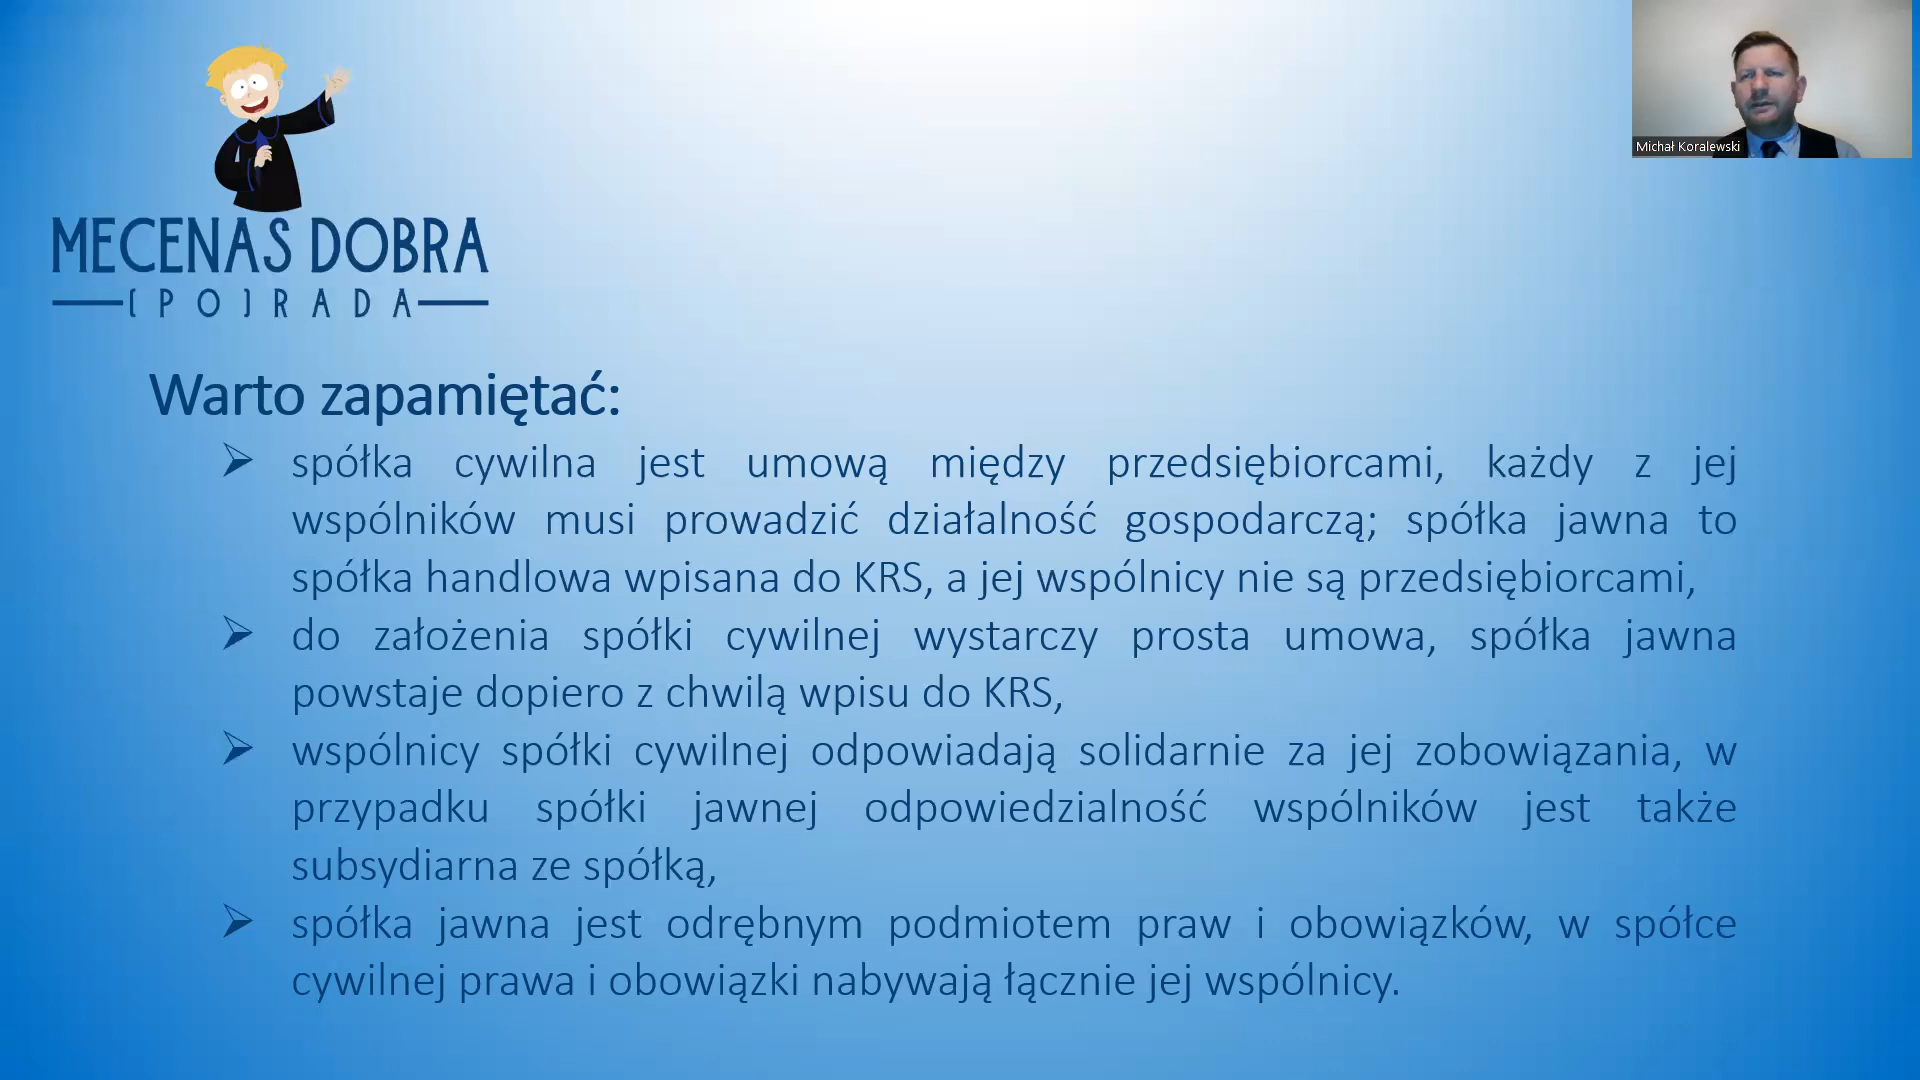 Michał Koralewski
MECENAS DOBRA
(PO)RADA
Warto zapamiętać:
spółka cywilna jest umową między przedsiębiorcami, każdy z jej
wspólników musi prowadzić działalność gospodarczą; spółka jawna to
spółka handlowa wpisana do KRS, a jej wspólnicy nie są przedsiębiorcami,
do założenia spółki cywilnej wystarczy prosta umowa, spółka jawna
powstaje dopiero z chwilą wpisu do KRS,
wspólnicy spółki cywilnej odpowiadają solidarnie za jej zobowiązania, w
przypadku spółki jawnej odpowiedzialność wspólników jest także
subsydiarna ze spółką,
spółka jawna jest odrębnym podmiotem praw i obowiązków, w spółce
cywilnej prawa i obowiązki nabywają łącznie jej wspólnicy.